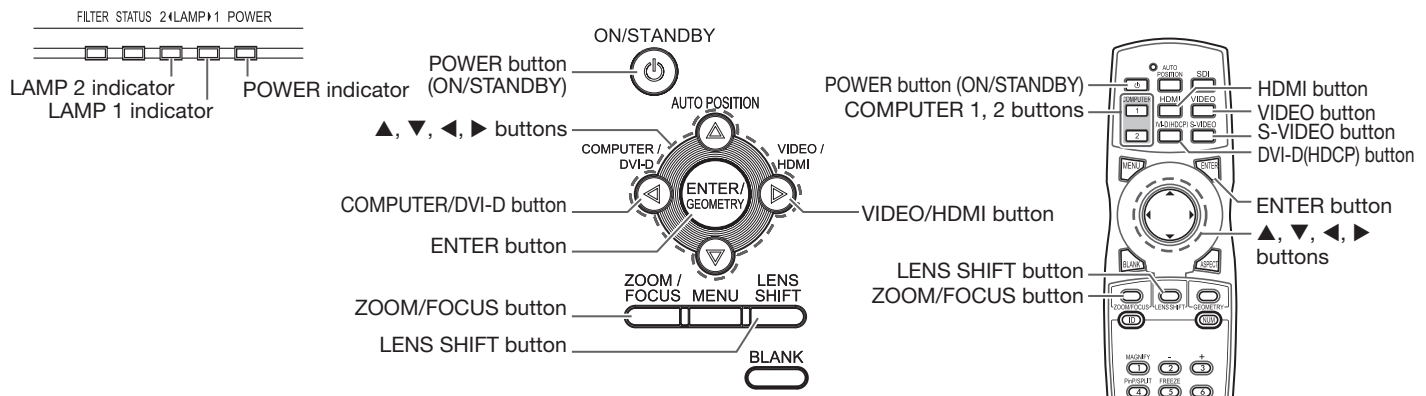 FILTER STATUS 2◀LAMP▶1 POWER
LAMP 2 indicator
LAMP 1 indicator
POWER indicator
ON/STANDBY
POWER button
(ON/STANDBY)
AUTO POSITION
▲, ▼, ◀, ▶ buttons
COMPUTER /
DVI-D
VIDEO /
HDMI
ENTER/
GEOMETRY
COMPUTER/DVI-D button
VIDEO/HDMI button
ENTER button
ZOOM /
FOCUS
MENU
LENS
SHIFT
ZOOM/FOCUS button
LENS SHIFT button
BLANK
POWER button (ON/STANDBY)
COMPUTER 1, 2 buttons
AUTO
POSITION
SDI
COMPUTER
HDMI
VIDEO
1
2
VI-D(HDCP)
S-VIDEO
HDMI button
VIDEO button
S-VIDEO button
DVI-D(HDCP) button
MENU
ENTER
ENTER button
▲, ▼, ◀, ▶
buttons
BLANK
ASPECT
LENS SHIFT button
ZOOM/FOCUS button
ZOOM/FOCUS
LENS SHIFT
GEOMETRY
ID
NUM
MAGNIFY
-
+
1
2
3
PinP/SPLIT
FREEZE
4
5
6